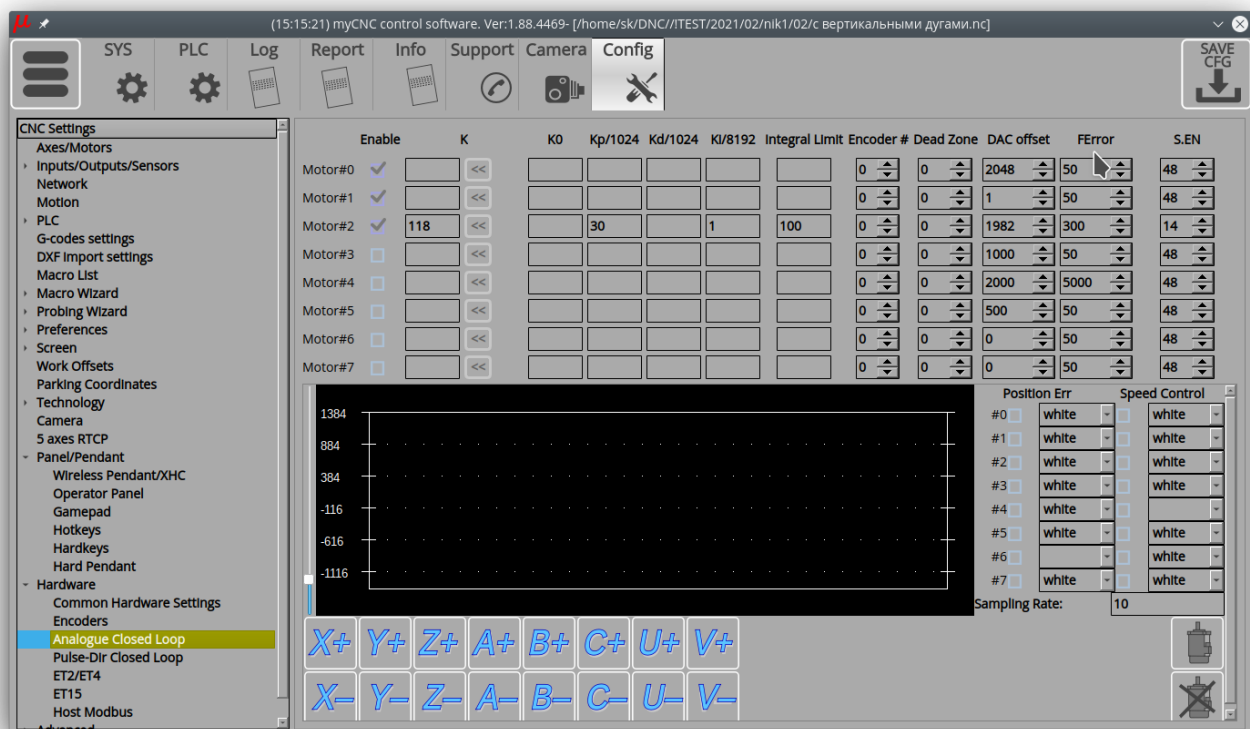 (15:15:21) myCNC control software. Ver:1.88.4469- [/home/sk/DNC//!TEST/2021/02/nik1/02/с вертикальными дугами.nc]
SYS PLC Log Report Info Support Camera Config SAVE CFG
CNC Settings
Axes/Motors
Inputs/Outputs/Sensors
Network
Motion
PLC
G-codes settings
DXF import settings
Macro List
Macro Wizard
Probing Wizard
Preferences
Screen
Work Offsets
Parking Coordinates
Technology
Camera
5 axes RTCP
Panel/Pendant
Wireless Pendant/XHC
Operator Panel
Gamepad
Hotkeys
Hardkeys
Hard Pendant
Hardware
Common Hardware Settings
Encoders
Analogue Closed Loop
Pulse-Dir Closed Loop
ET2/ET4
ET15
Host Modbus
Advanced
Enable K K0 Kp/1024 Kd/1024 KI/8192 Integral Limit Encoder # Dead Zone DAC offset FError S.EN
Motor#0 << 0 0 2048 50 48
Motor#1 << 0 0 1 50 48
Motor#2 118 << 30 1 100 0 0 1982 300 14
Motor#3 << 0 0 1000 50 48
Motor#4 << 0 0 2000 5000 48
Motor#5 << 0 0 500 50 48
Motor#6 << 0 0 0 50 48
Motor#7 << 0 0 0 50 48
1384
884
384
-116
-616
-1116
Position Err Speed Control
#0 white white
#1 white white
#2 white white
#3 white white
#4 white
#5 white white
#6 white
#7 white white
Sampling Rate: 10
X+ Y+ Z+ A+ B+ C+ U+ V+
X- Y- Z- A- B- C- U- V-